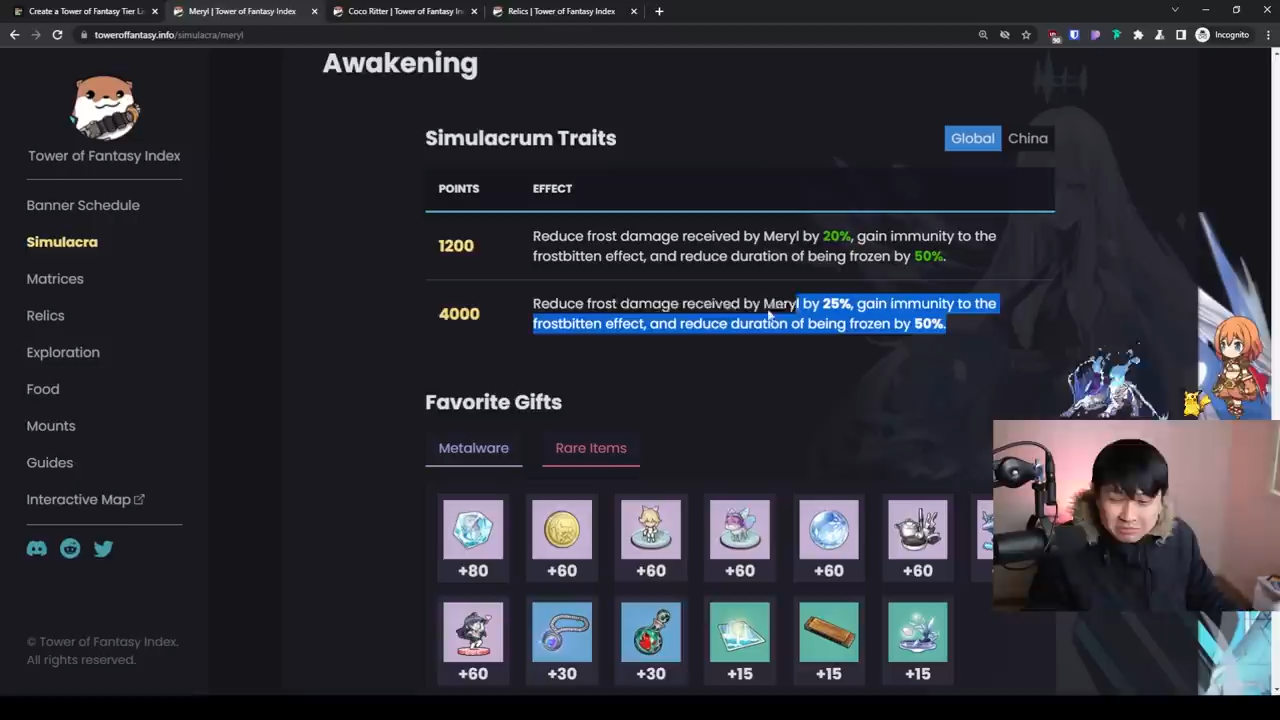 Create a Tower of Fantasy Tier Li
Meryl | Tower of Fantasy Index
Coco Ritter | Tower of Fantasy Ind
Relics | Tower of Fantasy Index
toweroffantasy.info/simulacra/meryl
Incognito
Tower of Fantasy Index
Banner Schedule
Simulacra
Matrices
Relics
Exploration
Food
Mounts
Guides
Interactive Map
© Tower of Fantasy Index.
All rights reserved.
Awakening
Simulacrum Traits
Global
China
POINTS
EFFECT
1200
Reduce frost damage received by Meryl by 20%, gain immunity to the
frostbitten effect, and reduce duration of being frozen by 50%.
4000
Reduce frost damage received by Meryl by 25%, gain immunity to the
frostbitten effect, and reduce duration of being frozen by 50%.
Favorite Gifts
Metalware
Rare Items
+80
+60
+60
+60
+60
+60
+60
+30
+30
+15
+15
+15